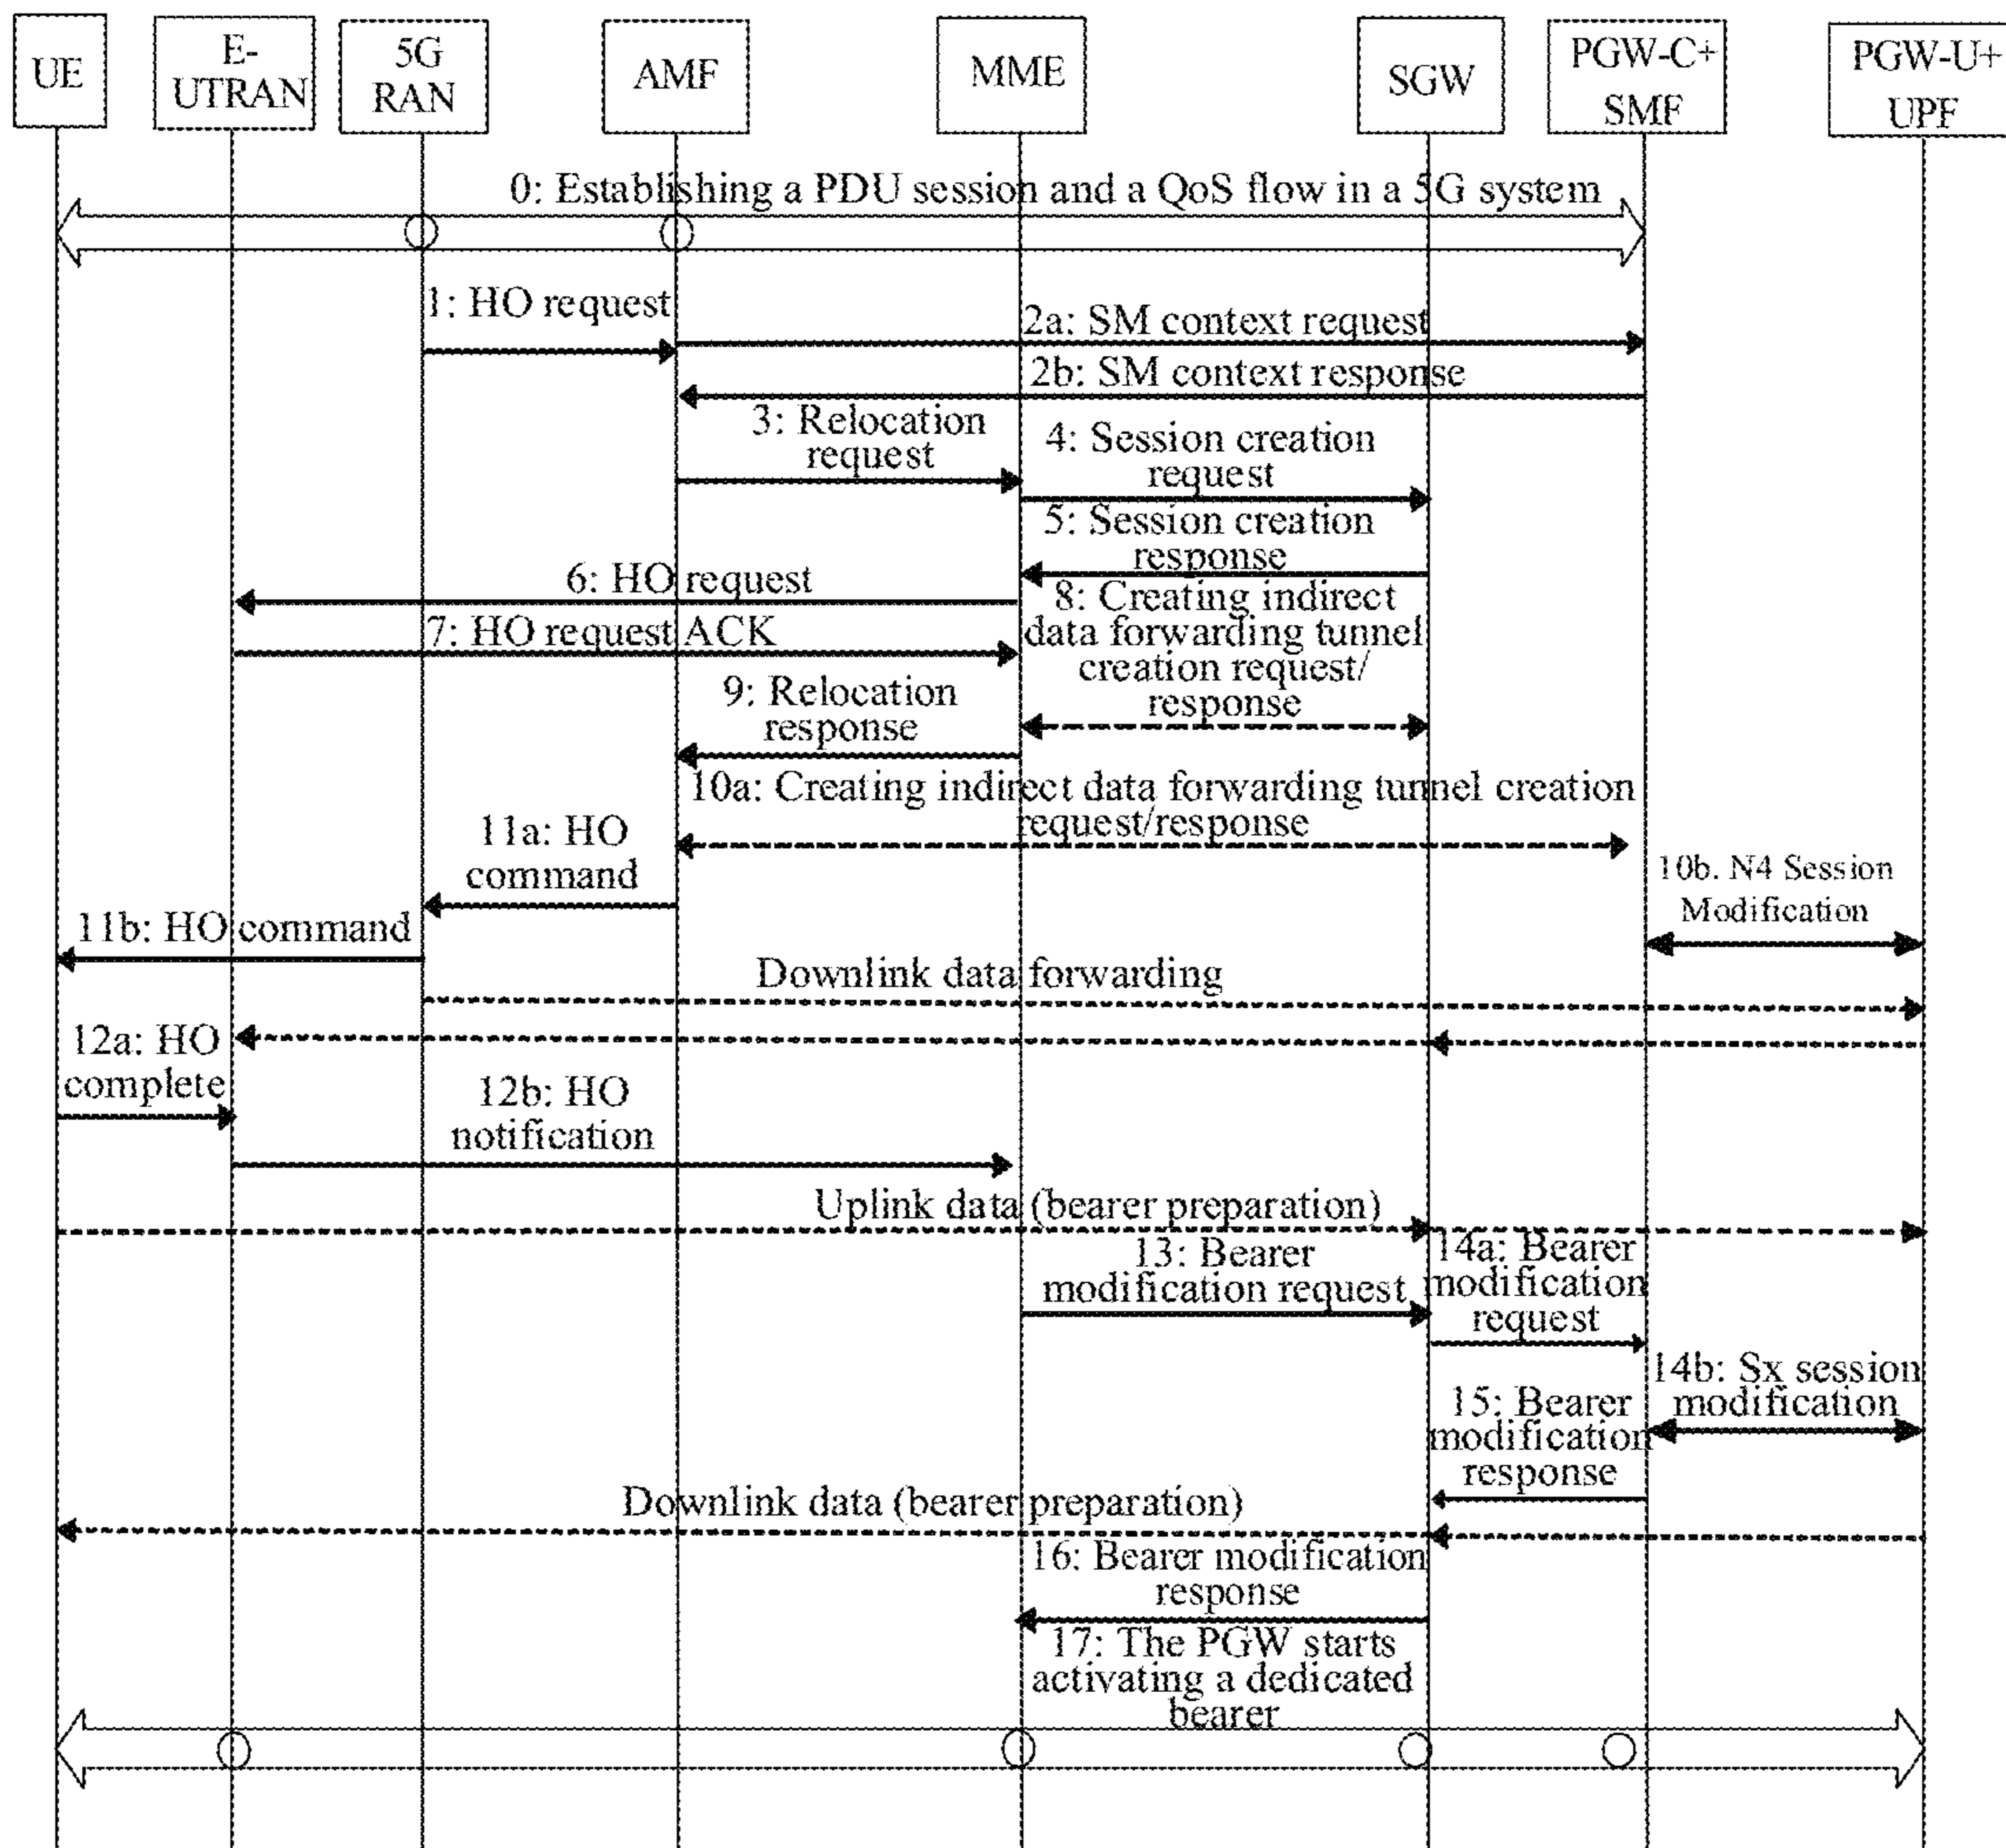 UE
E-
UTRAN
5G
RAN
AMF
MME
SGW
PGW-C+
SMF
PGW-U+
UPF
0: Establishing a PDU session and a QoS flow in a 5G system
1: HO request
2a: SM context request
2b: SM context response
3: Relocation
request
4: Session creation
request
5: Session creation
response
6: HO request
7: HO request ACK
8: Creating indirect
data forwarding tunnel
creation request/
response
9: Relocation
response
10a: Creating indirect data forwarding tunnel creation
request/response
11a: HO
command
10b. N4 Session
Modification
11b: HO command
Downlink data forwarding
12a: HO
complete
12b: HO
notification
Uplink data (bearer preparation)
13: Bearer
modification request
14a: Bearer
modification
request
14b: Sx session
modification
15: Bearer
modification
response
Downlink data (bearer preparation)
16: Bearer modification
response
17: The PGW starts
activating a dedicated
bearer